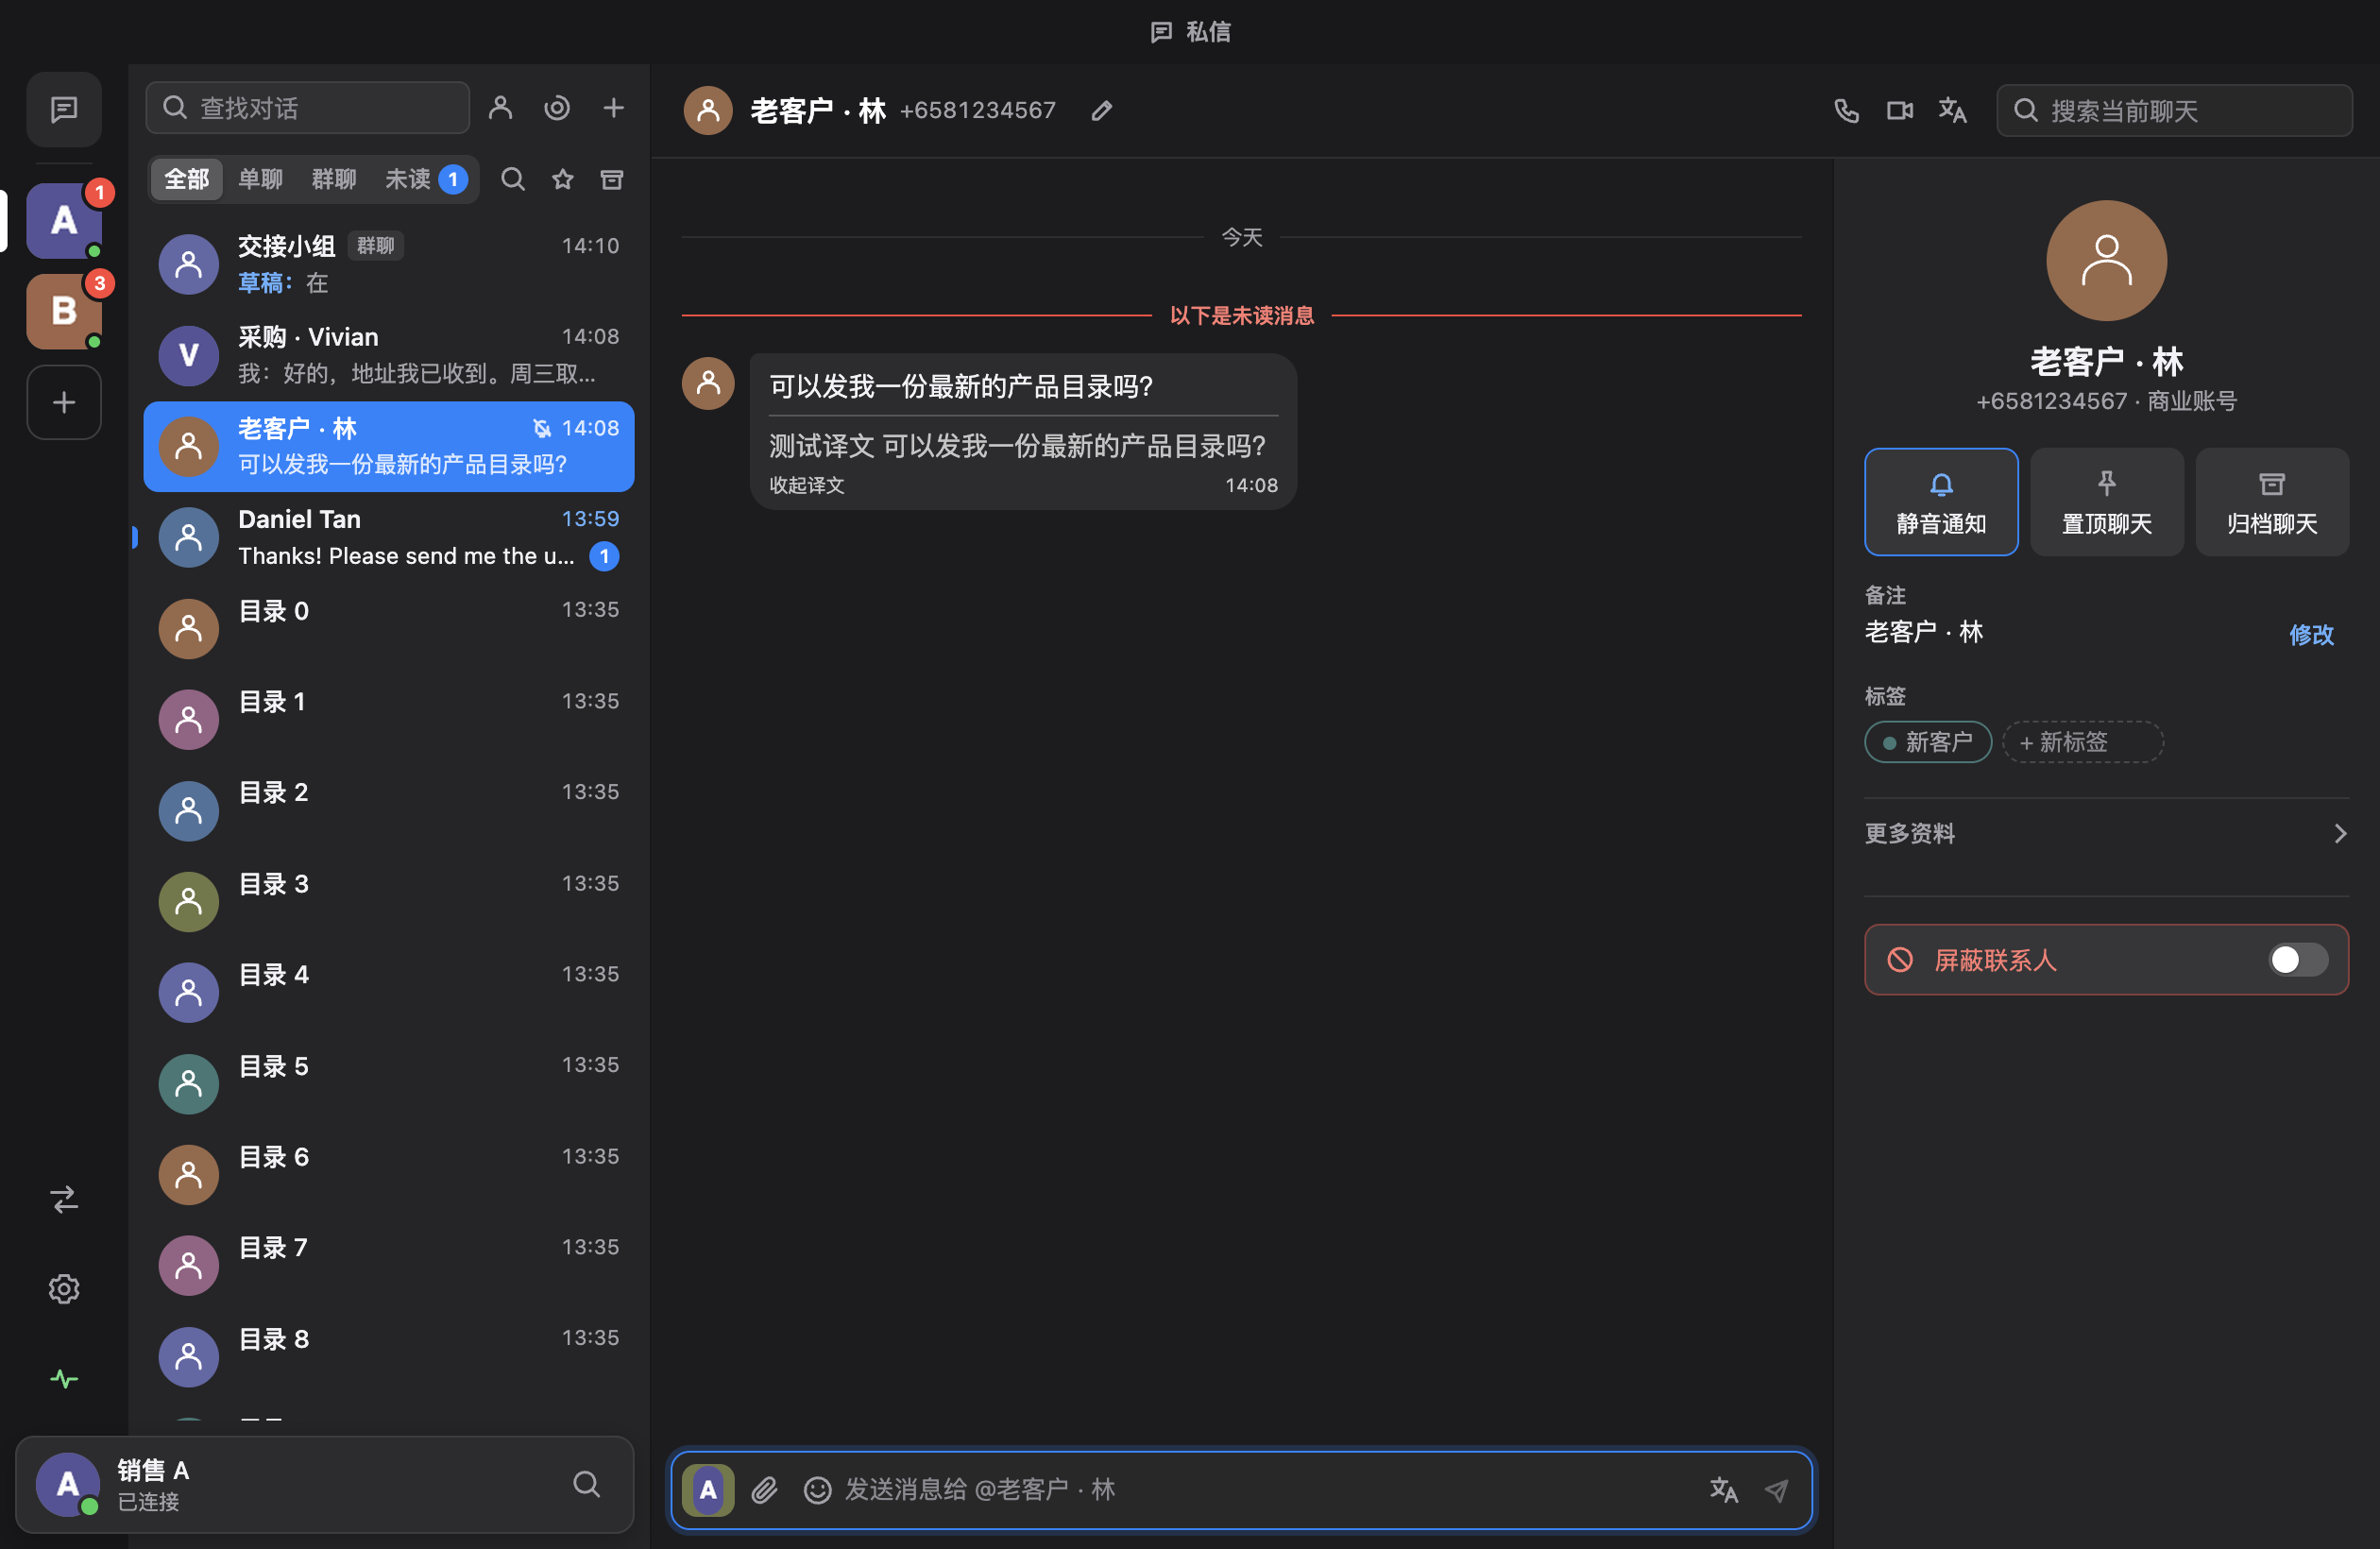 私信
查找对话
全部 单聊 群聊 未读 1
A 1
B 3
交接小组 群聊 14:10
草稿： 在
V
采购 · Vivian 14:08
我：好的，地址我已收到。周三取...
老客户 · 林 14:08
可以发我一份最新的产品目录吗？
Daniel Tan 13:59
Thanks! Please send me the u... 1
目录 0 13:35
目录 1 13:35
目录 2 13:35
目录 3 13:35
目录 4 13:35
目录 5 13:35
目录 6 13:35
目录 7 13:35
目录 8 13:35
A
销售 A
已连接
老客户 · 林 +6581234567
搜索当前聊天
今天
以下是未读消息
可以发我一份最新的产品目录吗？
测试译文 可以发我一份最新的产品目录吗？
收起译文 14:08
A 发送消息给 @老客户 · 林
老客户 · 林
+6581234567 · 商业账号
静音通知 置顶聊天 归档聊天
备注
老客户 · 林 修改
标签
新客户 + 新标签
更多资料
屏蔽联系人